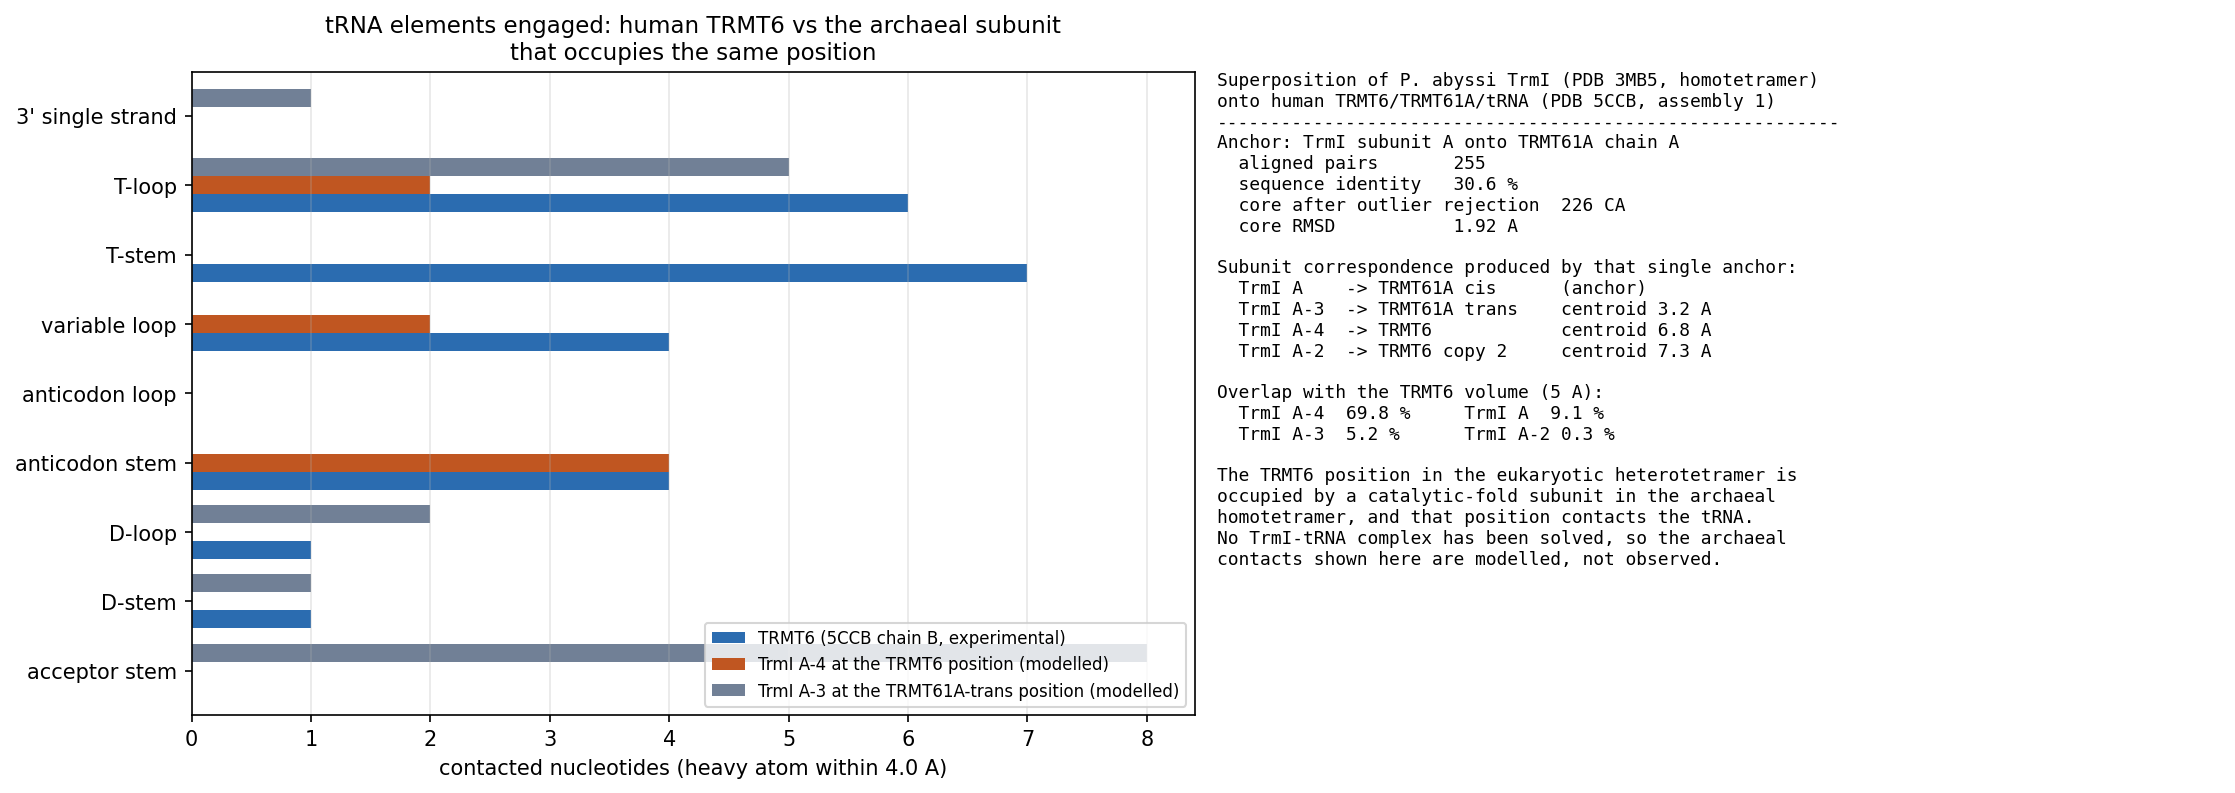 tRNA elements engaged: human TRMT6 vs the archaeal subunit
that occupies the same position
3' single strand
T-loop
T-stem
variable loop
anticodon loop
anticodon stem
D-loop
D-stem
acceptor stem
TRMT6 (5CCB chain B, experimental)
TrmI A-4 at the TRMT6 position (modelled)
TrmI A-3 at the TRMT61A-trans position (modelled)
0 1 2 3 4 5 6 7 8
contacted nucleotides (heavy atom within 4.0 A)
Superposition of P. abyssi TrmI (PDB 3MB5, homotetramer)
onto human TRMT6/TRMT61A/tRNA (PDB 5CCB, assembly 1)
----------------------------------------------------------
Anchor: TrmI subunit A onto TRMT61A chain A
aligned pairs 255
sequence identity 30.6 %
core after outlier rejection 226 CA
core RMSD 1.92 A
Subunit correspondence produced by that single anchor:
TrmI A -> TRMT61A cis (anchor)
TrmI A-3 -> TRMT61A trans centroid 3.2 A
TrmI A-4 -> TRMT6 centroid 6.8 A
TrmI A-2 -> TRMT6 copy 2 centroid 7.3 A
Overlap with the TRMT6 volume (5 A):
TrmI A-4 69.8 % TrmI A 9.1 %
TrmI A-3 5.2 % TrmI A-2 0.3 %
The TRMT6 position in the eukaryotic heterotetramer is
occupied by a catalytic-fold subunit in the archaeal
homotetramer, and that position contacts the tRNA.
No TrmI-tRNA complex has been solved, so the archaeal
contacts shown here are modelled, not observed.